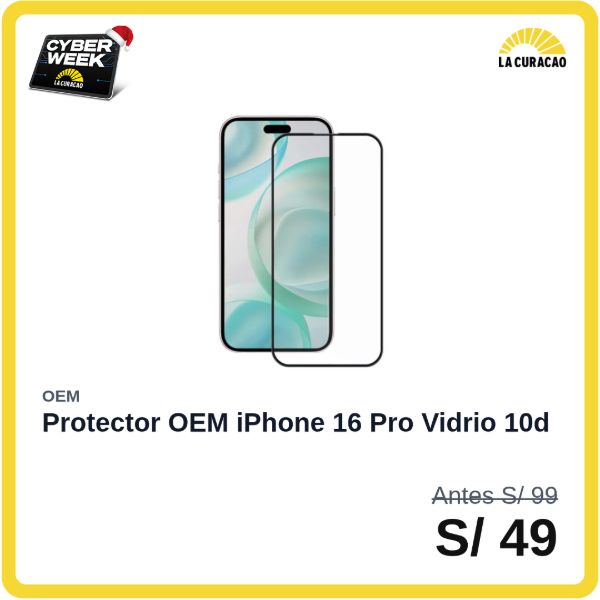 CYBER
WEEK
LA CURACAO
LA CURACAO
OEM
Protector OEM iPhone 16 Pro Vidrio 10d
Antes S/ 99
S/ 49